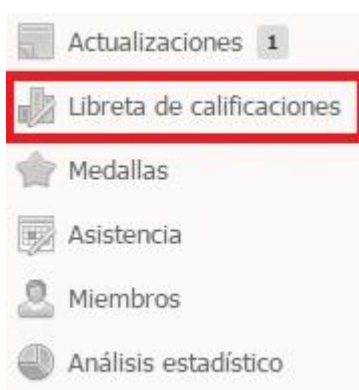 Actualizaciones 1
Libreta de calificaciones
Medallas
Asistencia
Miembros
Análisis estadístico